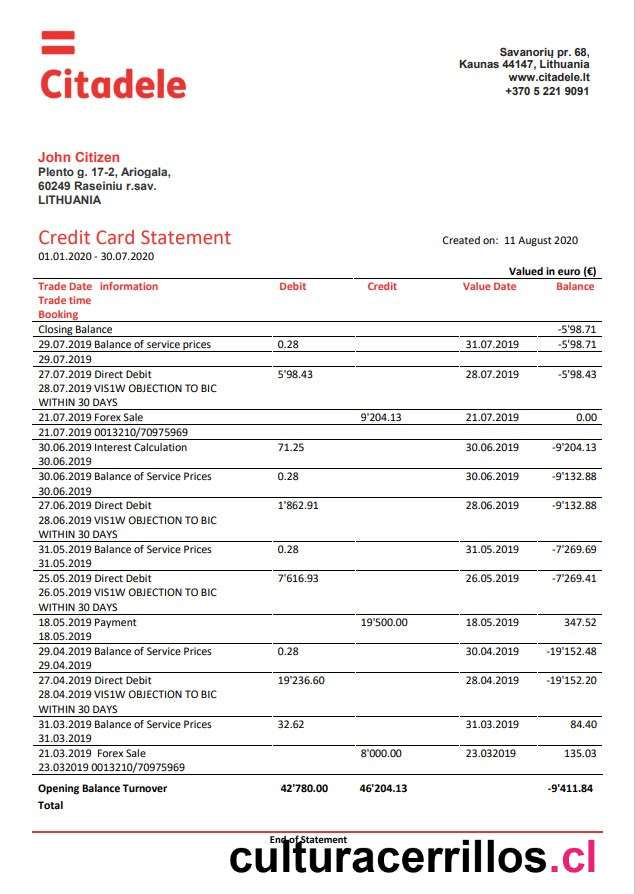 Citadele
Savanorių pr. 68,
Kaunas 44147, Lithuania
www.citadele.lt
+370 5 221 9091
John Citizen
Plento g. 17-2, Ariogala,
60249 Raseiniu r.sav.
LITHUANIA
Credit Card Statement
Created on: 11 August 2020
01.01.2020 - 30.07.2020
Valued in euro (€)
Trade Date information Debit Credit Value Date Balance
Trade time
Booking
Closing Balance -5'98.71
29.07.2019 Balance of service prices 0.28 31.07.2019 -5'98.71
29.07.2019
27.07.2019 Direct Debit 5'98.43 28.07.2019 -5'98.43
28.07.2019 VIS1W OBJECTION TO BIC
WITHIN 30 DAYS
21.07.2019 Forex Sale 9'204.13 21.07.2019 0.00
21.07.2019 0013210/70975969
30.06.2019 Interest Calculation 71.25 30.06.2019 -9'204.13
30.06.2019
30.06.2019 Balance of Service Prices 0.28 30.06.2019 -9'132.88
30.06.2019
27.06.2019 Direct Debit 1'862.91 28.06.2019 -9'132.88
28.06.2019 VIS1W OBJECTION TO BIC
WITHIN 30 DAYS
31.05.2019 Balance of Service Prices 0.28 31.05.2019 -7'269.69
31.05.2019
25.05.2019 Direct Debit 7'616.93 26.05.2019 -7'269.41
26.05.2019 VIS1W OBJECTION TO BIC
WITHIN 30 DAYS
18.05.2019 Payment 19'500.00 18.05.2019 347.52
18.05.2019
29.04.2019 Balance of Service Prices 0.28 30.04.2019 -19'152.48
29.04.2019
27.04.2019 Direct Debit 19'236.60 28.04.2019 -19'152.20
28.04.2019 VIS1W OBJECTION TO BIC
WITHIN 30 DAYS
31.03.2019 Balance of Service Prices 32.62 31.03.2019 84.40
31.03.2019
21.03.2019 Forex Sale 8'000.00 23.032019 135.03
23.032019 0013210/70975969
Opening Balance Turnover 42'780.00 46'204.13 -9'411.84
Total
End of Statement
culturacerrillos.cl